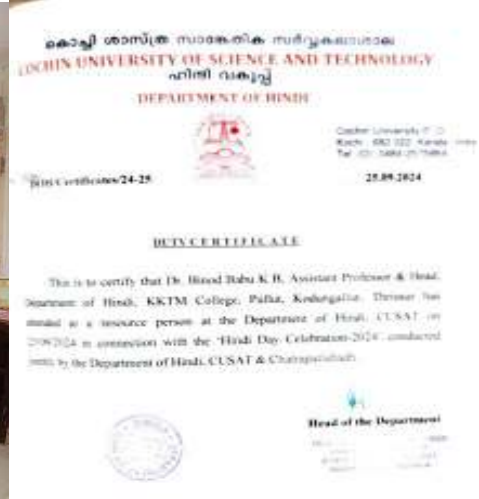 കൊച്ചി ശാസ്ത്ര സാങ്കേതിക സർവ്വകലാശാല
COCHIN UNIVERSITY OF SCIENCE AND TECHNOLOGY
ഹിന്ദി വകുപ്പ്
DEPARTMENT OF HINDI
Cochin University P.O
Kochi - 682 022 Kerala India
Certificates/24-25
25.09.2024
DUTY CERTIFICATE
This is to certify that Dr. Binod Babu K B, Assistant Professor & Head,
Department of Hindi, KKTM College, Pullut, Kodungallur, Thrissur has
attended as a resource person at the Department of Hindi, CUSAT on
in connection with the 'Hindi Day Celebration-2024' conducted
by the Department of Hindi, CUSAT &
Head of the Department